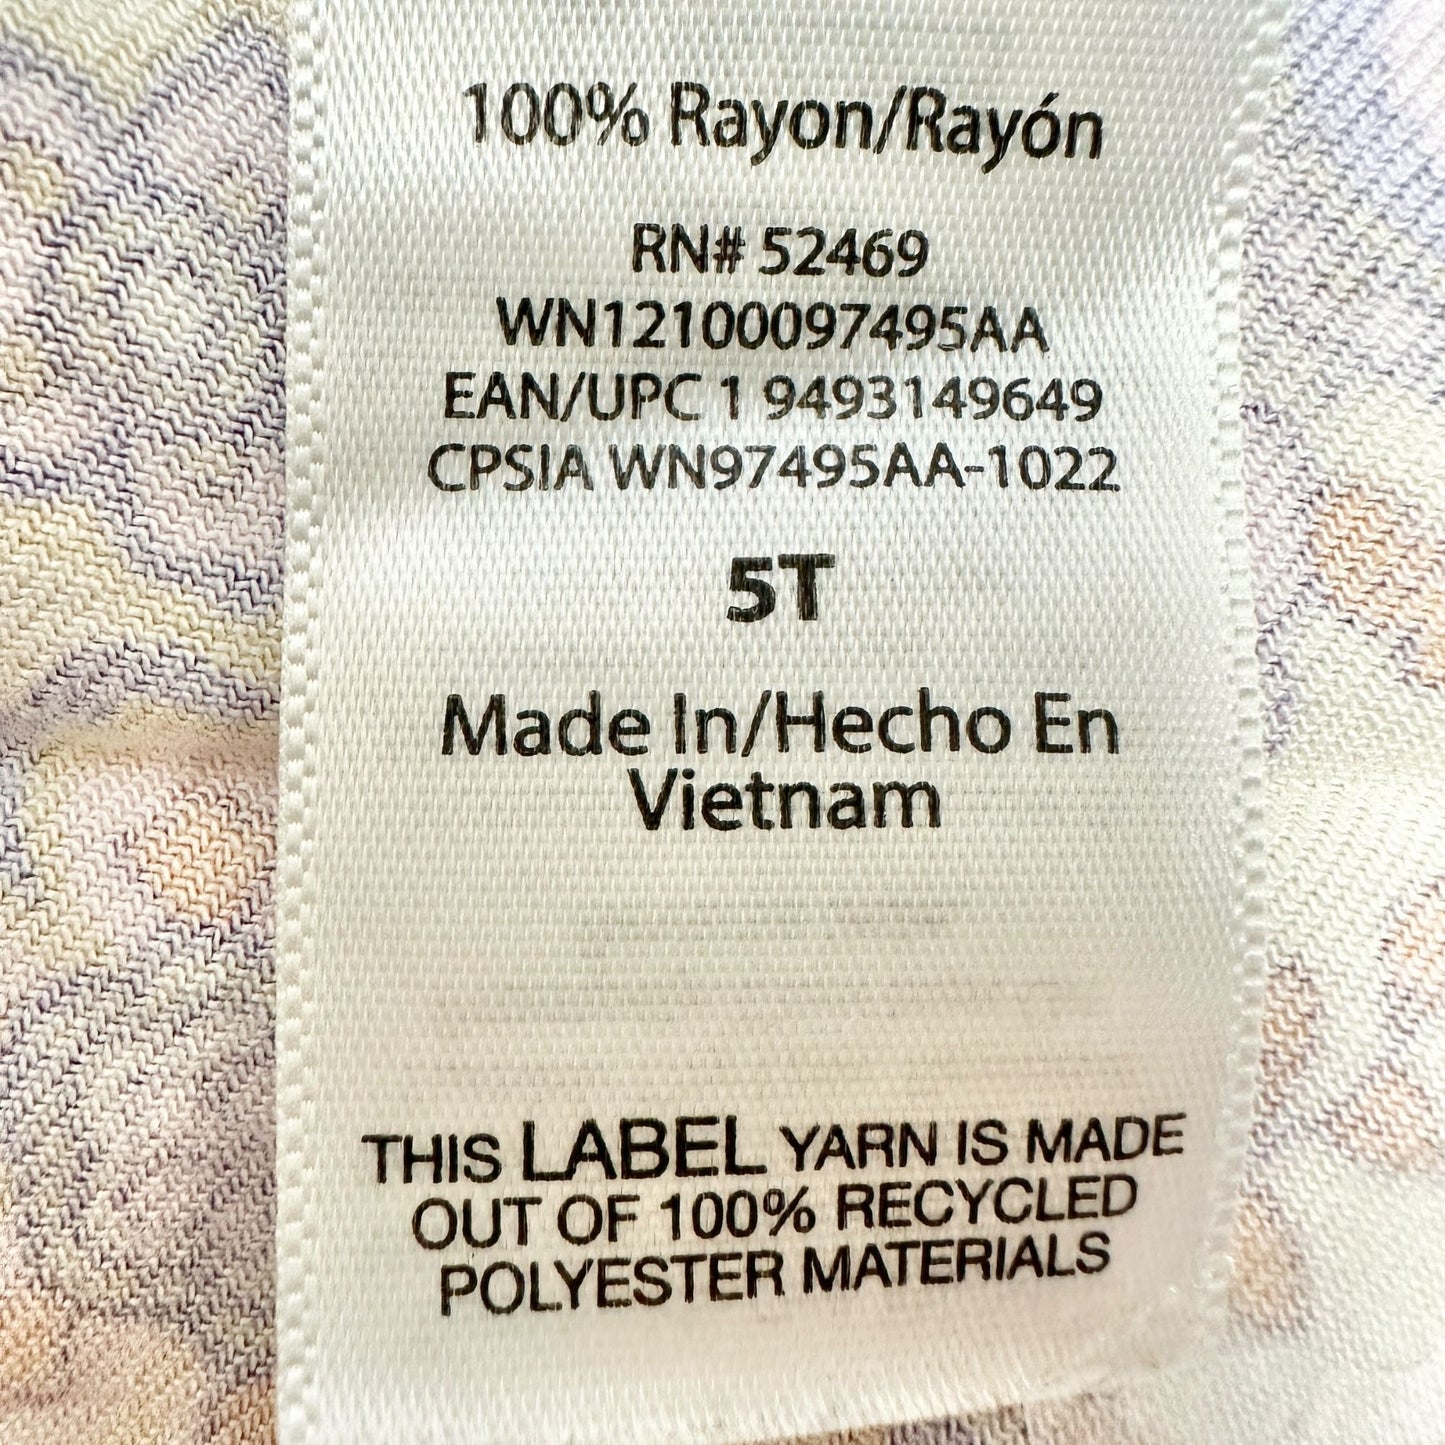 100% Rayon/Rayón
RN# 52469
WN12100097495AA
EAN/UPC 1 9493149649
CPSIA WN97495AA-1022
5T
Made In/Hecho En
Vietnam
THIS LABEL YARN IS MADE
OUT OF 100% RECYCLED
POLYESTER MATERIALS